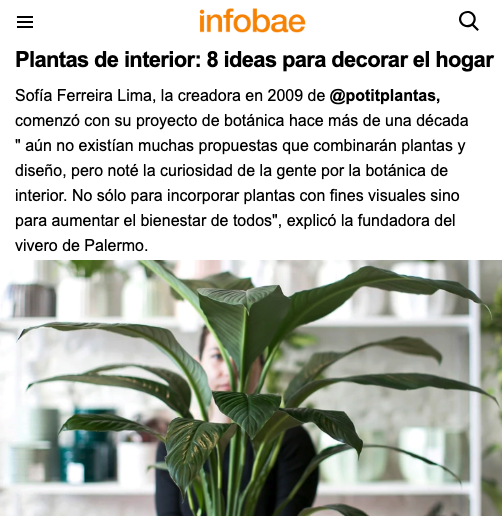 infobae
Plantas de interior: 8 ideas para decorar el hogar
Sofía Ferreira Lima, la creadora en 2009 de @potitplantas,
comenzó con su proyecto de botánica hace más de una década
" aún no existían muchas propuestas que combinarán plantas y
diseño, pero noté la curiosidad de la gente por la botánica de
interior. No sólo para incorporar plantas con fines visuales sino
para aumentar el bienestar de todos", explicó la fundadora del
vivero de Palermo.